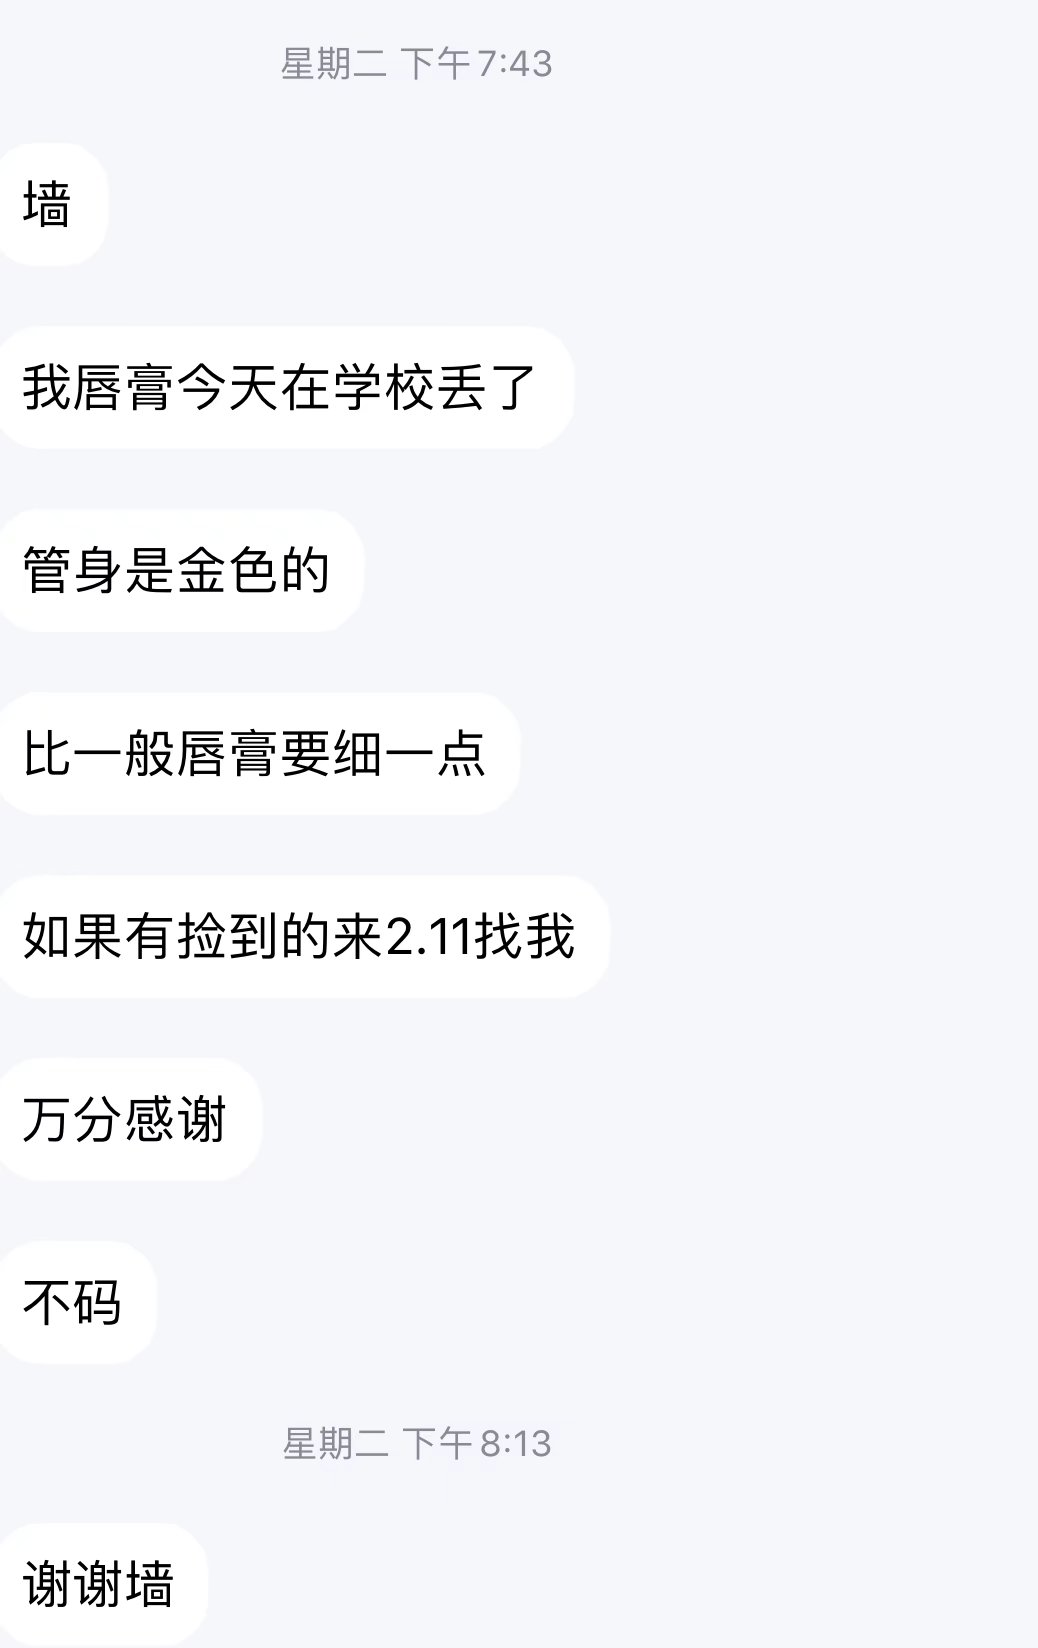 星期二 下午7:43
墙
我唇膏今天在学校丢了
管身是金色的
比一般唇膏要细一点
如果有捡到的来2.11找我
万分感谢
不码
星期二 下午8:13
谢谢墙